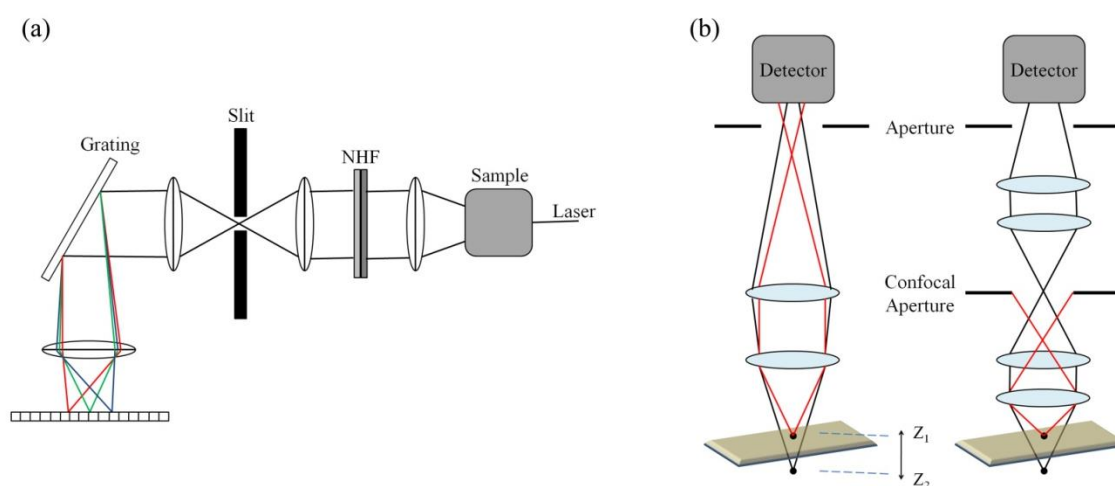 (a)
Slit
Grating
NHF
Sample
Laser
(b)
Detector
Detector
Aperture
Confocal
Aperture
Z1
Z2